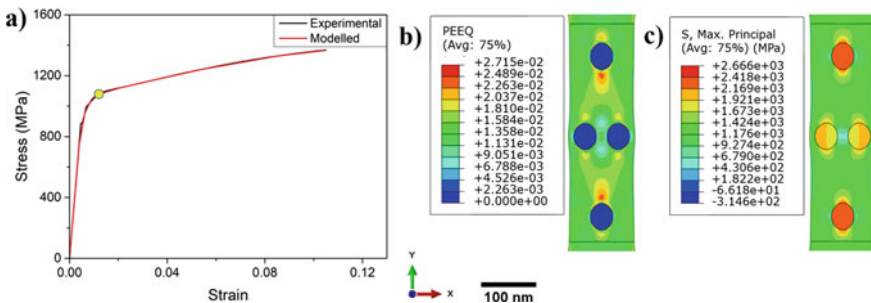 a)
Experimental
Modelled
1600
1200
800
400
0
Stress (MPa)
0.00
0.04
0.08
0.12
Strain
b)
PEEQ
(Avg: 75%)
+2.715e-02
+2.489e-02
+2.263e-02
+2.037e-02
+1.810e-02
+1.584e-02
+1.358e-02
+1.131e-02
+9.051e-03
+6.788e-03
+4.526e-03
+2.263e-03
+0.000e+00
Y
X
100 nm
c)
S, Max. Principal
(Avg: 75%) (MPa)
+2.666e+03
+2.418e+03
+2.169e+03
+1.921e+03
+1.673e+03
+1.424e+03
+1.176e+03
+9.274e+02
+6.790e+02
+4.306e+02
+1.822e+02
-6.618e+01
-3.146e+02